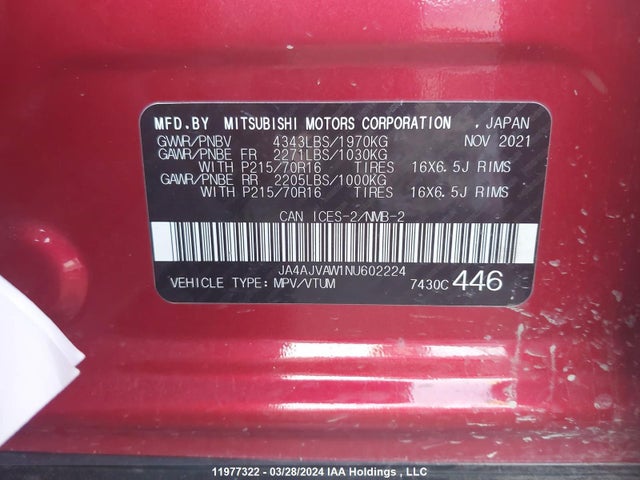 MFD.BY MITSUBISHI MOTORS CORPORATION , JAPAN
GVWR/PNBV 4343LBS/1970KG NOV 2021
GAWR/PNBE FR 2271LBS/1030KG
WITH P215/70R16 TIRES 16X6.5J RIMS
GAWR/PNBE RR 2205LBS/1000KG
WITH P215/70R16 TIRES 16X6.5J RIMS
CAN ICES-2/NMB-2
JA4AJVAW1NU602224
VEHICLE TYPE:MPV/VTUM 7430C 446
11977322 - 03/28/2024 IAA Holdings , LLC